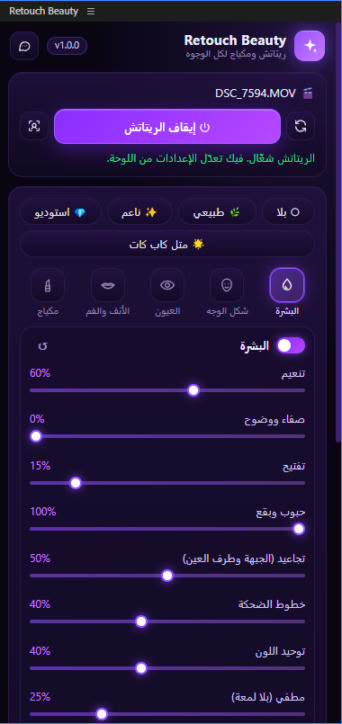 Retouch Beauty ☰
Retouch Beauty
ريتاتش ومكياج لكل الوجوه
v1.0.0
DSC_7594.MOV
إيقاف الريتاتش
الريتاتش شغّال. فيك تعدّل الإعدادات من اللوحة.
بلا
طبيعي
ناعم
استوديو
متل كاب كات
البشرة
شكل الوجه
العيون
الأنف والفم
مكياج
البشرة
تنعيم 60%
صفاء ووضوح 0%
تفتيح 15%
حبوب وبقع 100%
تجاعيد (الجبهة وطرف العين) 50%
خطوط الضحكة 40%
توحيد اللون 40%
مطفي (بلا لمعة) 25%